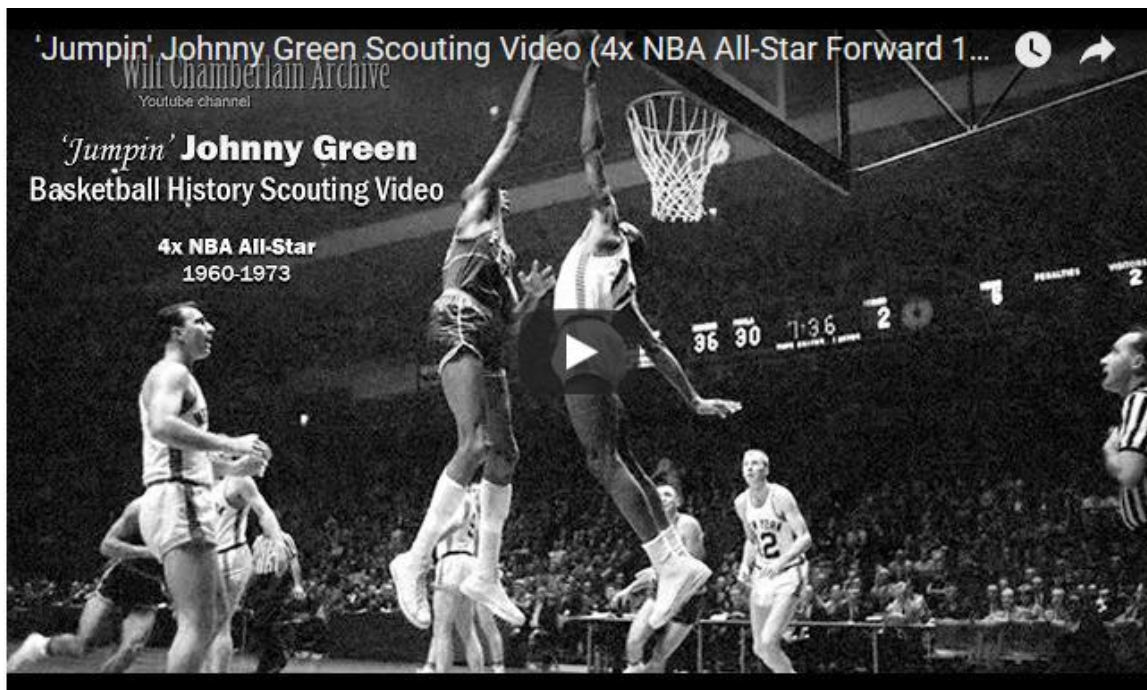 'Jumpin' Johnny Green Scouting Video (4x NBA All-Star Forward 1...
Wilt Chamberlain Archive
Youtube channel
'Jumpin' Johnny Green
Basketball History Scouting Video
4x NBA All-Star
1960-1973
36 30 7:36 2 6 PENALTIES VISITORS 2
NEW YORK
12